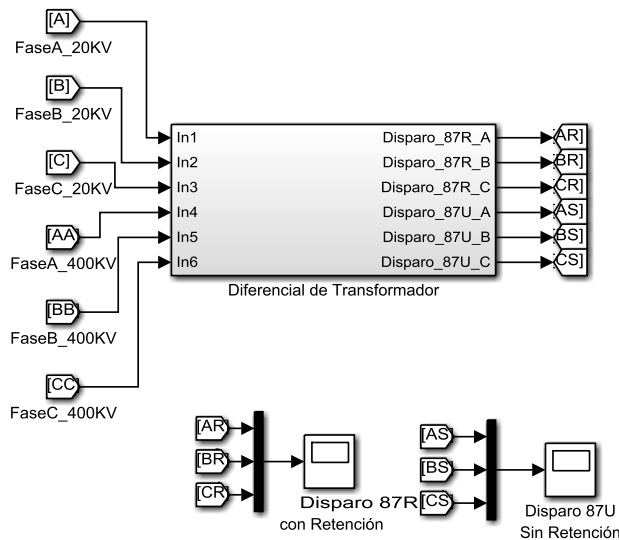 [A]
FaseA_20KV
[B]
FaseB_20KV
[C]
FaseC_20KV
[AA]
FaseA_400KV
[BB]
FaseB_400KV
[CC]
FaseC_400KV
In1
In2
In3
In4
In5
In6
Disparo_87R_A
Disparo_87R_B
Disparo_87R_C
Disparo_87U_A
Disparo_87U_B
Disparo_87U_C
[AR]
[BR]
[CR]
[AS]
[BS]
[CS]
Diferencial de Transformador
[AR]
[BR]
[CR]
Disparo 87R
con Retención
[AS]
[BS]
[CS]
Disparo 87U
Sin Retención